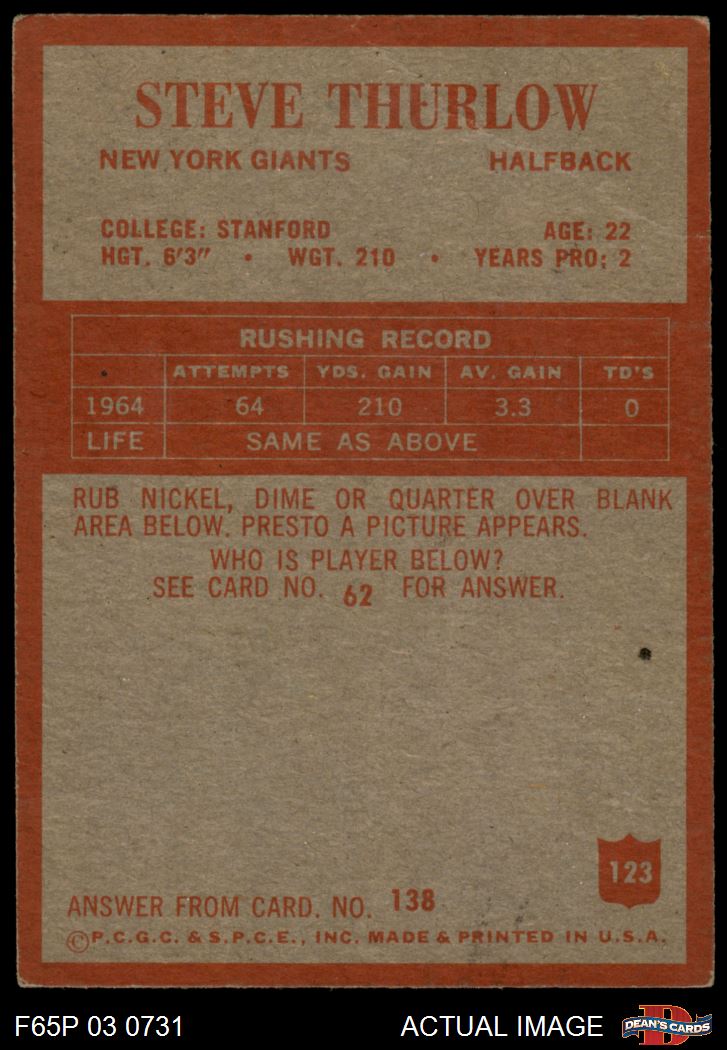 STEVE THURLOW
NEW YORK GIANTS HALFBACK
COLLEGE: STANFORD AGE: 22
HGT. 6'3" • WGT. 210 • YEARS PRO: 2
RUSHING RECORD
ATTEMPTS YDS. GAIN AV. GAIN TD'S
1964 64 210 3.3 0
LIFE SAME AS ABOVE
RUB NICKEL, DIME OR QUARTER OVER BLANK
AREA BELOW. PRESTO A PICTURE APPEARS.
WHO IS PLAYER BELOW?
SEE CARD NO. 62 FOR ANSWER.
123
ANSWER FROM CARD. NO. 138
©P.C.G.C. & S.P.C.E., INC. MADE & PRINTED IN U.S.A.
F65P 03 0731 ACTUAL IMAGE D DEAN'S CARDS